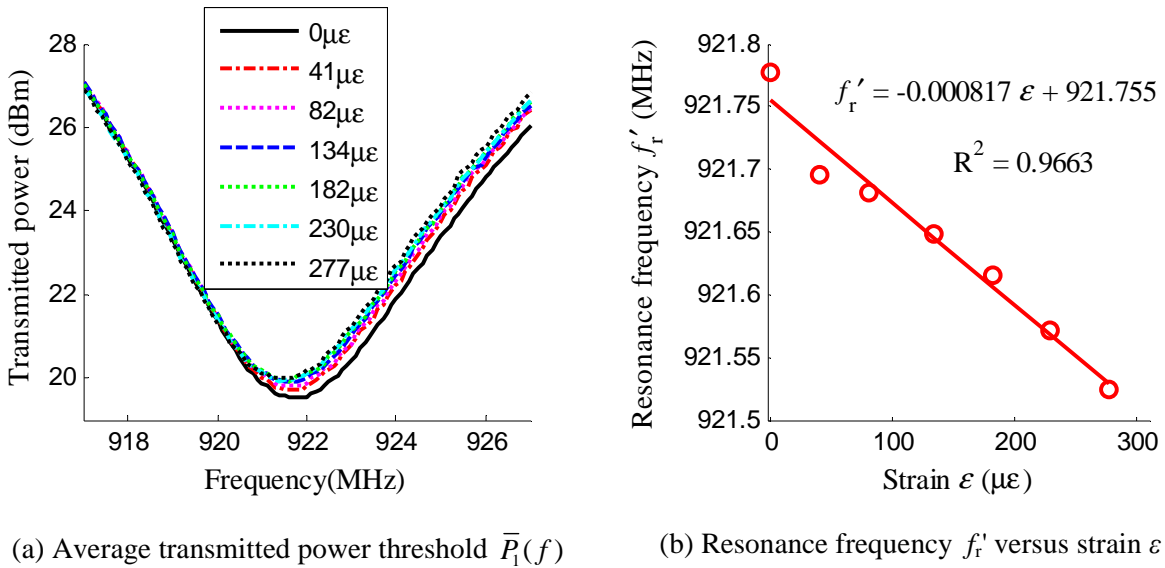 28
26
24
22
20
Transmitted power (dBm)
0με
41με
82με
134με
182με
230με
277με
918
920
922
924
926
Frequency(MHz)
(a) Average transmitted power threshold P̅₁(f)
921.8
921.75
921.7
921.65
921.6
921.55
921.5
Resonance frequency fᵣ′ (MHz)
fᵣ′ = -0.000817 ε + 921.755
R² = 0.9663
0
100
200
300
Strain ε (με)
(b) Resonance frequency fᵣ' versus strain ε